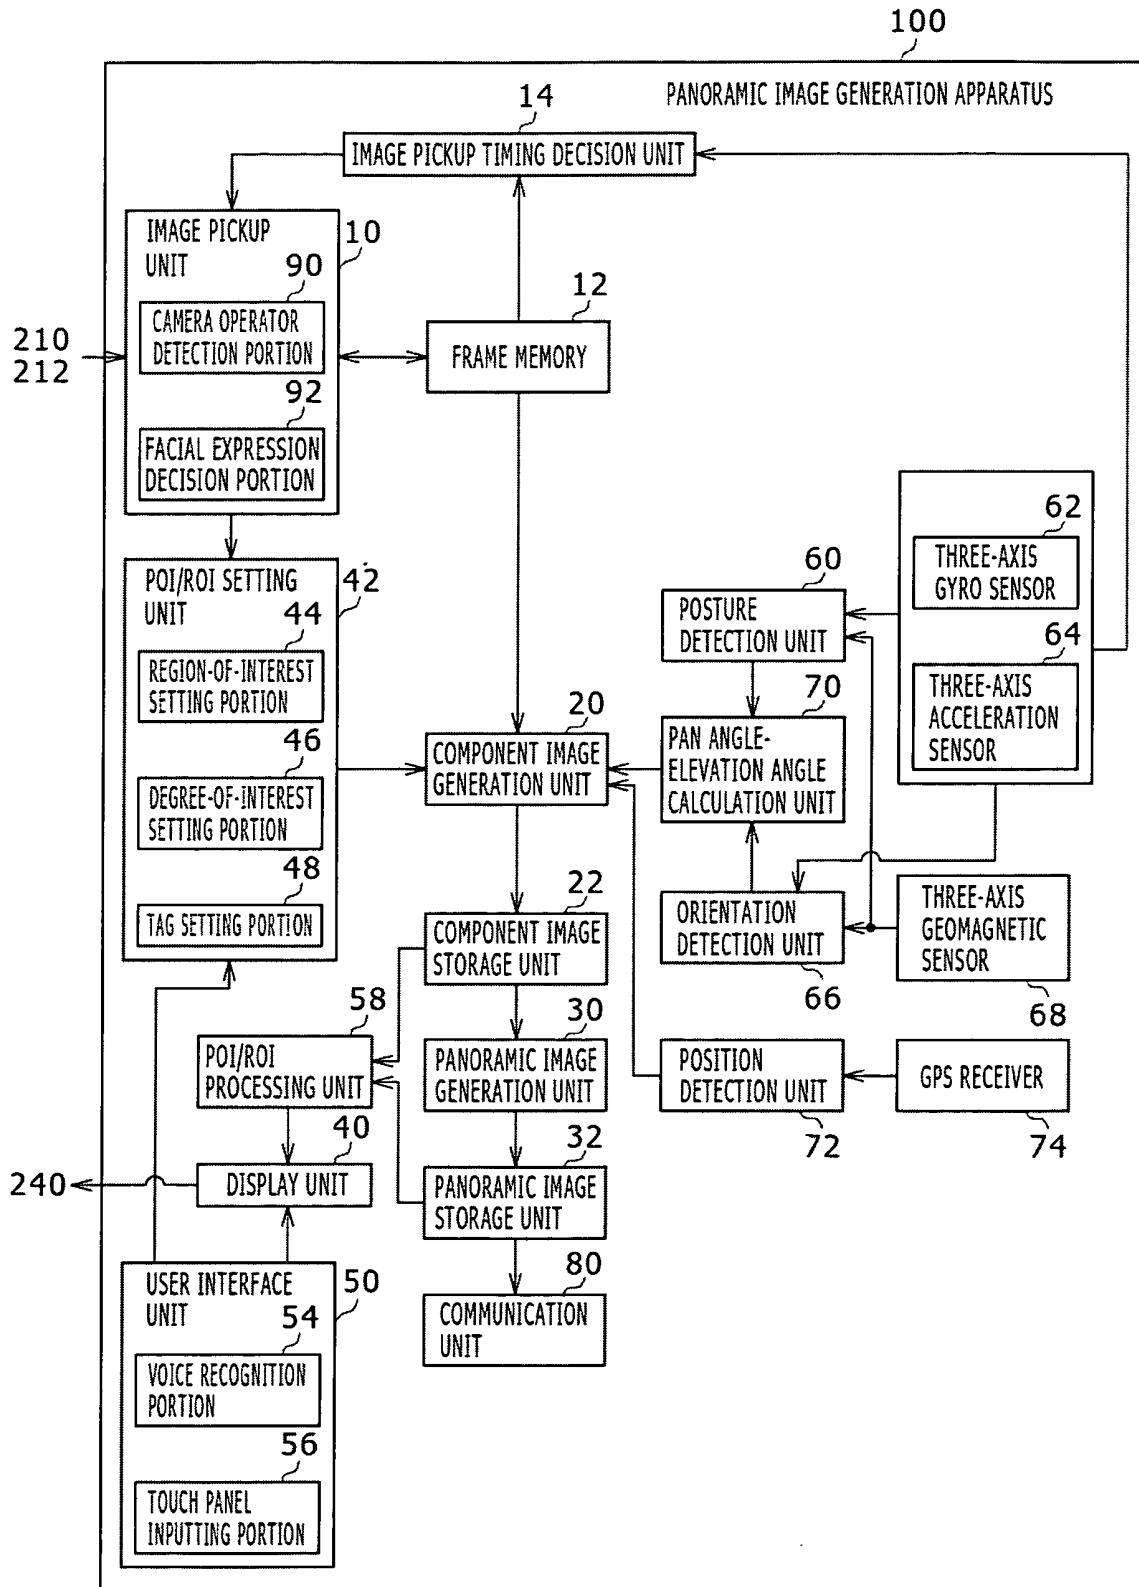 100
PANORAMIC IMAGE GENERATION APPARATUS
14
IMAGE PICKUP TIMING DECISION UNIT
IMAGE PICKUP
UNIT
10
90
CAMERA OPERATOR
DETECTION PORTION
210
212
92
FACIAL EXPRESSION
DECISION PORTION
12
FRAME MEMORY
POI/ROI SETTING
UNIT
42
44
REGION-OF-INTEREST
SETTING PORTION
46
DEGREE-OF-INTEREST
SETTING PORTION
48
TAG SETTING PORTION
60
POSTURE
DETECTION UNIT
62
THREE-AXIS
GYRO SENSOR
64
THREE-AXIS
ACCELERATION
SENSOR
20
COMPONENT IMAGE
GENERATION UNIT
70
PAN ANGLE-
ELEVATION ANGLE
CALCULATION UNIT
22
COMPONENT IMAGE
STORAGE UNIT
ORIENTATION
DETECTION UNIT
66
THREE-AXIS
GEOMAGNETIC
SENSOR
68
58
POI/ROI
PROCESSING UNIT
30
PANORAMIC IMAGE
GENERATION UNIT
POSITION
DETECTION UNIT
72
GPS RECEIVER
74
40
DISPLAY UNIT
240
32
PANORAMIC IMAGE
STORAGE UNIT
USER INTERFACE
UNIT
50
54
VOICE RECOGNITION
PORTION
56
TOUCH PANEL
INPUTTING PORTION
80
COMMUNICATION
UNIT